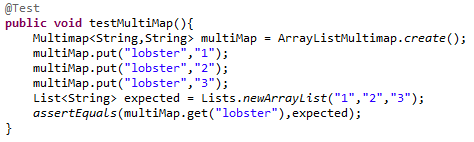 @Test
public void testMultiMap(){
    Multimap<String,String> multiMap = ArrayListMultimap.create();
    multiMap.put("lobster","1");
    multiMap.put("lobster","2");
    multiMap.put("lobster","3");
    List<String> expected = Lists.newArrayList("1","2","3");
    assertEquals(multiMap.get("lobster"),expected);
}